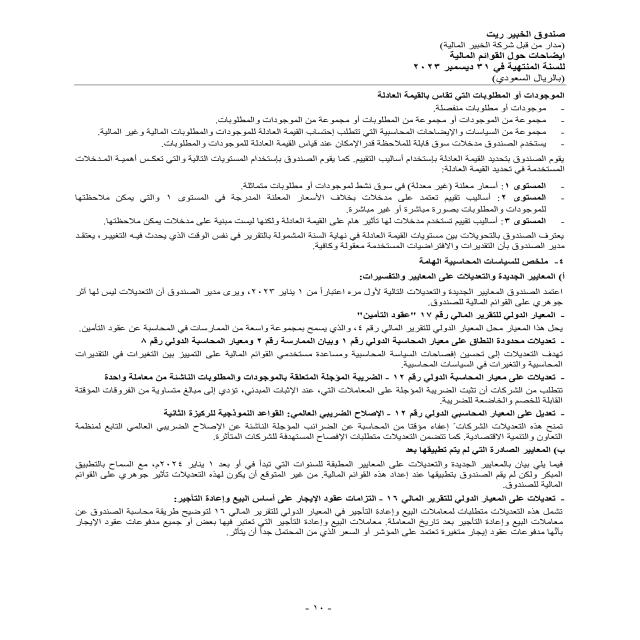 صندوق الخبير ريت
(مدار من قبل شركة الخبير المالية)
إيضاحات حول القوائم المالية
للسنة المنتهية في ٣١ ديسمبر ٢٠٢٣
(بالريال السعودي)
الموجودات أو المطلوبات التي تقاس بالقيمة العادلة
- موجودات أو مطلوبات منفصلة.
- مجموعة من الموجودات أو مجموعة من المطلوبات أو مجموعة من الموجودات والمطلوبات.
- مجموعة من السياسات والإيضاحات المحاسبية التي تتطلب إحتساب القيمة العادلة للموجودات والمطلوبات المالية وغير المالية.
- يستخدم الصندوق مدخلات سوق قابلة للملاحظة قدر الإمكان عند قياس القيمة العادلة للموجودات والمطلوبات.
يقوم الصندوق بتحديد القيمة العادلة بإستخدام أساليب التقييم. كما يقوم الصندوق بإستخدام المستويات التالية والتي تعكس أهمية المدخلات
المستخدمة في تحديد القيمة العادلة:
- المستوى ١: أسعار معلنة (غير معدلة) في سوق نشط لموجودات أو مطلوبات متماثلة.
- المستوى ٢: أساليب تقييم تعتمد على مدخلات بخلاف الأسعار المعلنة المدرجة في المستوى ١ والتي يمكن ملاحظتها
للموجودات والمطلوبات بصورة مباشرة أو غير مباشرة.
- المستوى ٣: أساليب تقييم تستخدم مدخلات لها تأثير هام على القيمة العادلة ولكنها ليست مبنية على مدخلات يمكن ملاحظتها.
يعترف الصندوق بالتحويلات بين مستويات القيمة العادلة في نهاية السنة المشمولة بالتقرير في نفس الوقت الذي يحدث فيه التغيير، يعتقد
مدير الصندوق بأن التقديرات والافتراضيات المستخدمة معقولة وكافية.
٤- ملخص للسياسات المحاسبية الهامة
أ) المعايير الجديدة والتعديلات على المعايير والتفسيرات:
اعتمد الصندوق المعايير الجديدة والتعديلات التالية لأول مره اعتباراً من ١ يناير ٢٠٢٣، ويرى مدير الصندوق أن التعديلات ليس لها أثر
جوهري على القوائم المالية للصندوق.
- المعيار الدولي للتقرير المالي رقم ١٧ "عقود التأمين"
يحل هذا المعيار محل المعيار الدولي للتقرير المالي رقم ٤، والذي يسمح بمجموعة واسعة من الممارسات في المحاسبة عن عقود التأمين.
- تعديلات محدودة النطاق على معيار المحاسبة الدولي رقم ١ وبيان الممارسة رقم ٢ ومعيار المحاسبة الدولي رقم ٨
تهدف التعديلات إلى تحسين إفصاحات السياسة المحاسبية ومساعدة مستخدمي القوائم المالية على التمييز بين التغيرات في التقديرات
المحاسبية والتغيرات في السياسات المحاسبية.
- تعديلات على معيار المحاسبة الدولي رقم ١٢ - الضريبة المؤجلة المتعلقة بالموجودات والمطلوبات الناشئة من معاملة واحدة
تتطلب من الشركات أن تثبت الضريبة المؤجلة على المعاملات التي، عند الإثبات المبدئي، تؤدي إلى مبالغ متساوية من الفروقات المؤقتة
القابلة للخصم والخاضعة للضريبة.
- تعديل على المعيار المحاسبي الدولي رقم ١٢ - الإصلاح الضريبي العالمي: القواعد النموذجية للركيزة الثانية
تمنح هذه التعديلات الشركات" إعفاء مؤقتا من المحاسبة عن الضرائب المؤجلة الناشئة عن الإصلاح الضريبي العالمي التابع لمنظمة
التعاون والتنمية الاقتصادية. كما تتضمن التعديلات متطلبات الإفصاح المستهدفة للشركات المتأثرة.
ب) المعايير الصادرة التي لم يتم تطبيقها بعد
فيما يلي بيان بالمعايير الجديدة والتعديلات على المعايير المطبقة للسنوات التي تبدأ في أو بعد ١ يناير ٢٠٢٤م، مع السماح بالتطبيق
المبكر ولكن لم يقم الصندوق بتطبيقها عند إعداد هذه القوائم المالية. من غير المتوقع أن يكون لهذه التعديلات تأثير جوهري على القوائم
المالية للصندوق.
- تعديلات على المعيار الدولي للتقرير المالي ١٦ - التزامات عقود الإيجار على أساس البيع وإعادة التأجير:
تشمل هذه التعديلات متطلبات لمعاملات البيع وإعادة التأجير في المعيار الدولي للتقرير المالي ١٦ لتوضيح طريقة محاسبة الصندوق عن
معاملات البيع وإعادة التأجير بعد تاريخ المعاملة. معاملات البيع وإعادة التأجير التي تعتبر فيها بعض أو جميع مدفوعات عقود الإيجار
بأنها مدفوعات عقود إيجار متغيرة تعتمد على المؤشر أو السعر الذي من المحتمل جداً أن يتأثر.
- ١٠ -